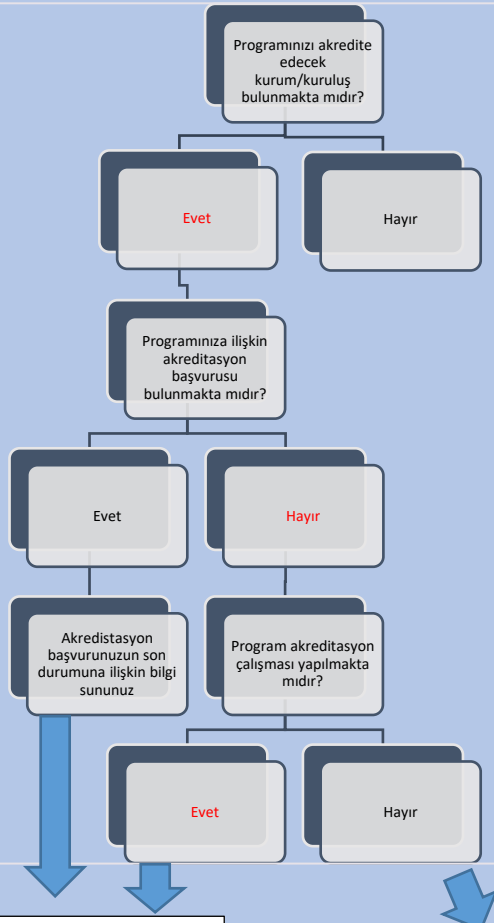 Programınızı akredite
edecek
kurum/kuruluş
bulunmakta mıdır?
Evet
Hayır
Programınıza ilişkin
akreditasyon
başvurusu
bulunmakta mıdır?
Evet
Hayır
Akredistasyon
başvurunuzun son
durumuna ilişkin bilgi
sununuz
Program akreditasyon
çalışması yapılmakta
mıdır?
Evet
Hayır